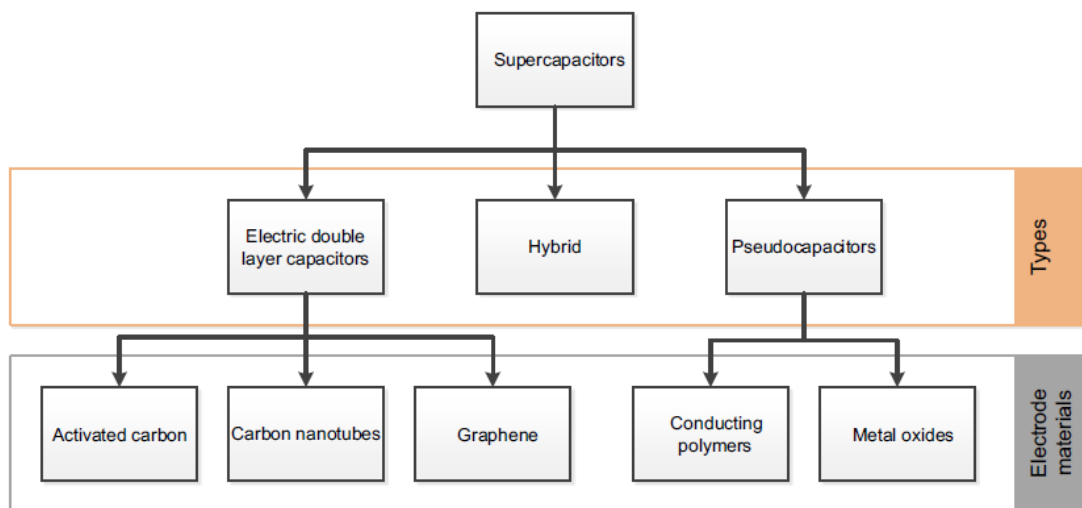 Supercapacitors
Electric double
layer capacitors
Hybrid
Pseudocapacitors
Types
Activated carbon
Carbon nanotubes
Graphene
Conducting
polymers
Metal oxides
Electrode
materials